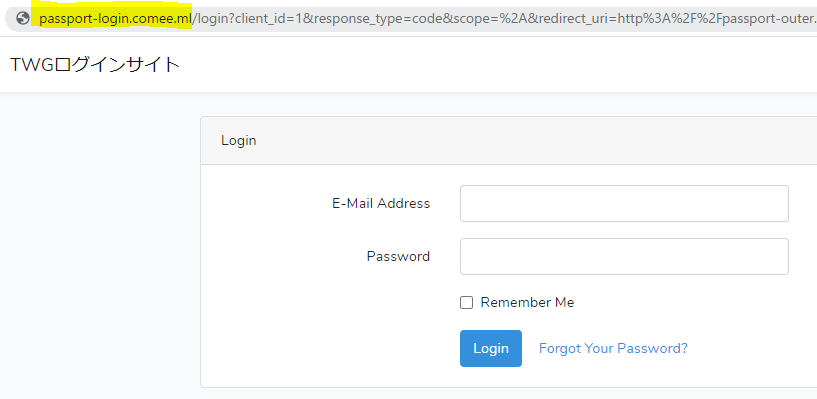 passport-login.comee.ml/login?client_id=1&response_type=code&scope=%2A&redirect_uri=http%3A%2F%2Fpassport-outer.
TWGログインサイト
Login
E-Mail Address
Password
Remember Me
Login Forgot Your Password?